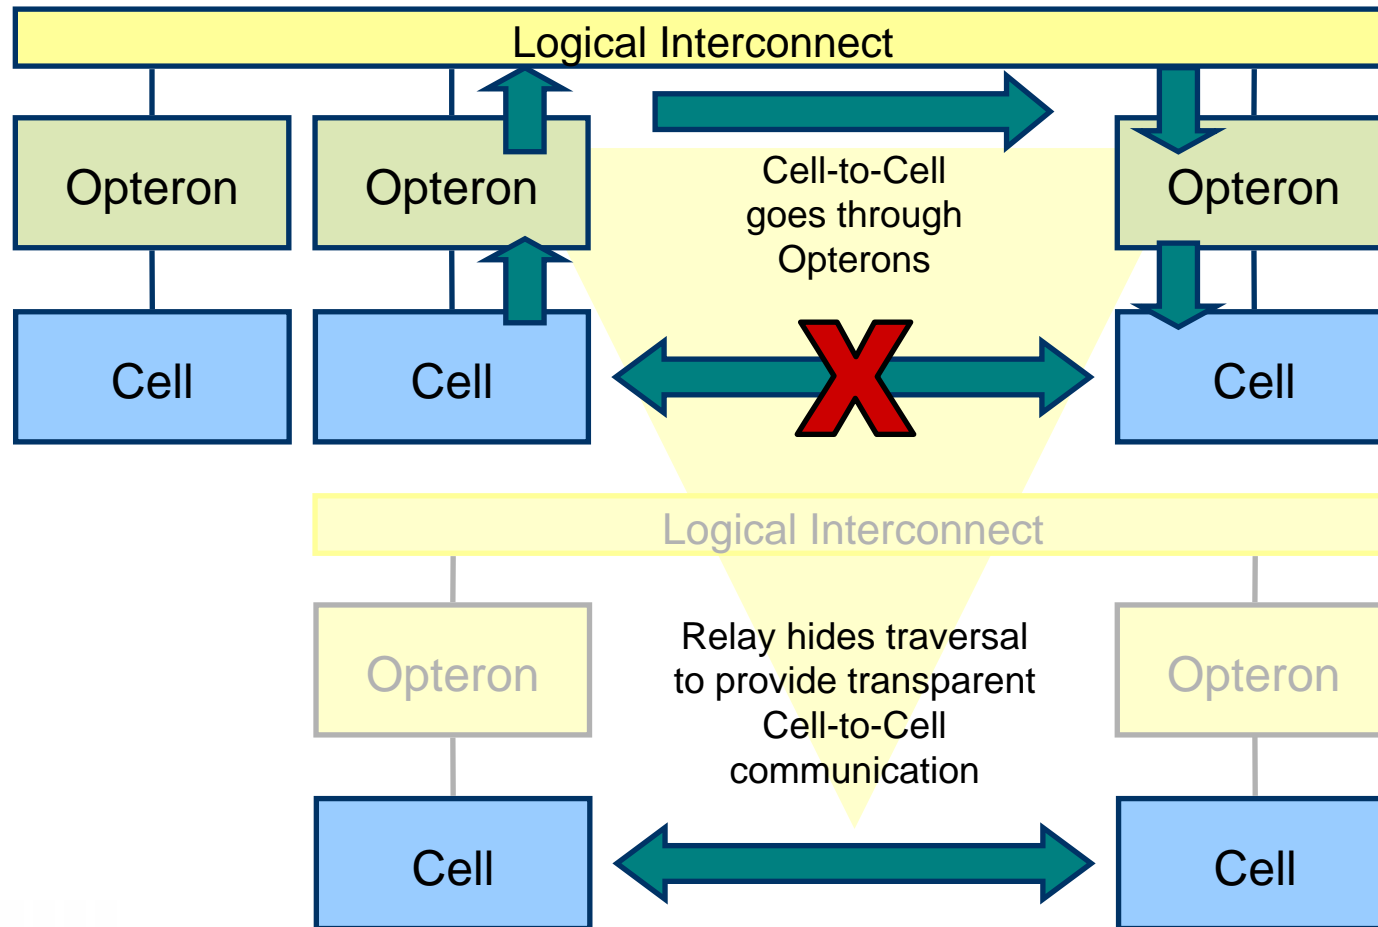 Logical Interconnect
Opteron
Opteron
Opteron
Cell-to-Cell
goes through
Opterons
Cell
Cell
X
Cell
Logical Interconnect
Opteron
Opteron
Relay hides traversal
to provide transparent
Cell-to-Cell
communication
Cell
Cell